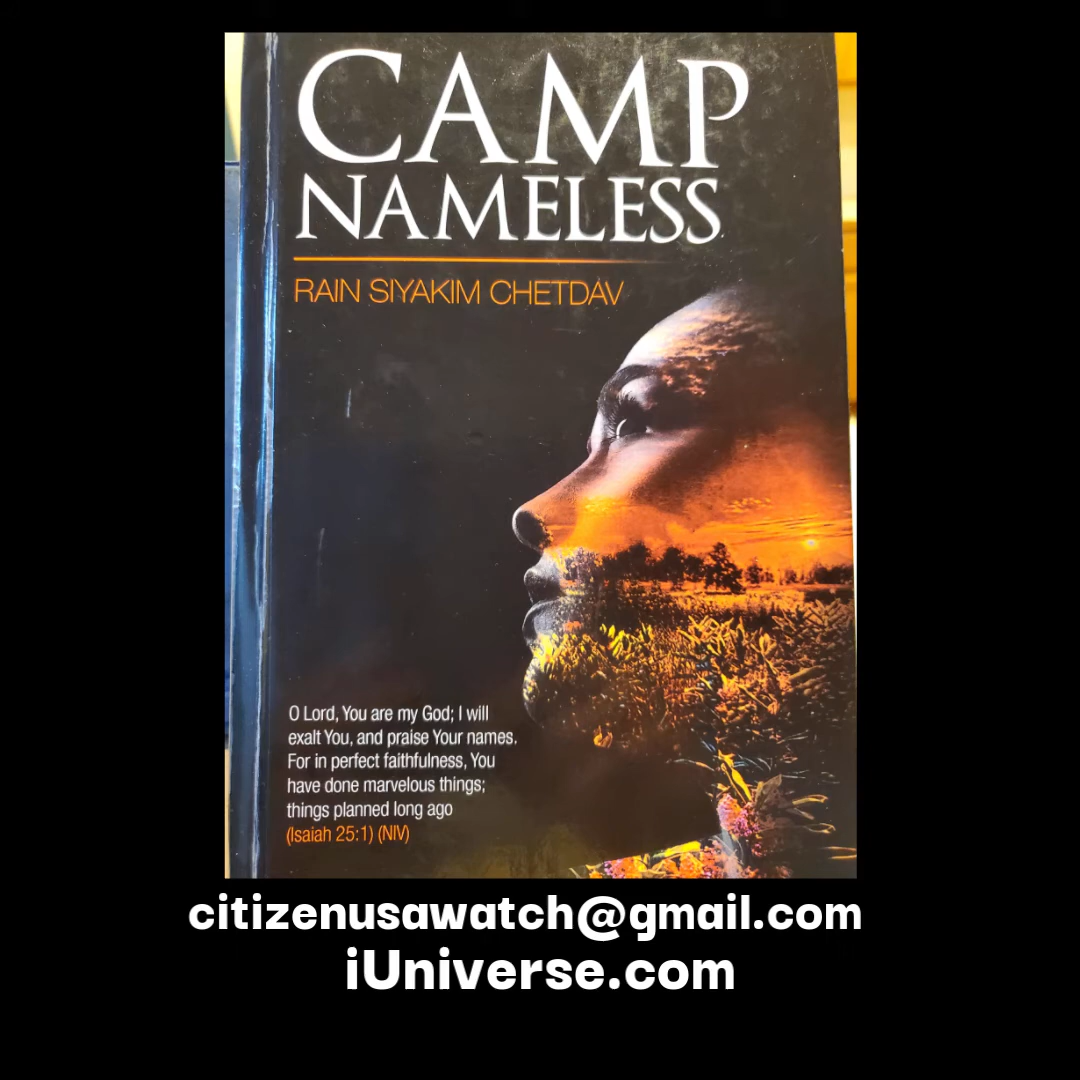 CAMP
NAMELESS
RAIN SIYAKIM CHETDAV
O Lord, You are my God; I will
exalt You, and praise Your names.
For in perfect faithfulness, You
have done marvelous things;
things planned long ago
(Isaiah 25:1) (NIV)
citizenusawatch@gmail.com
iUniverse.com